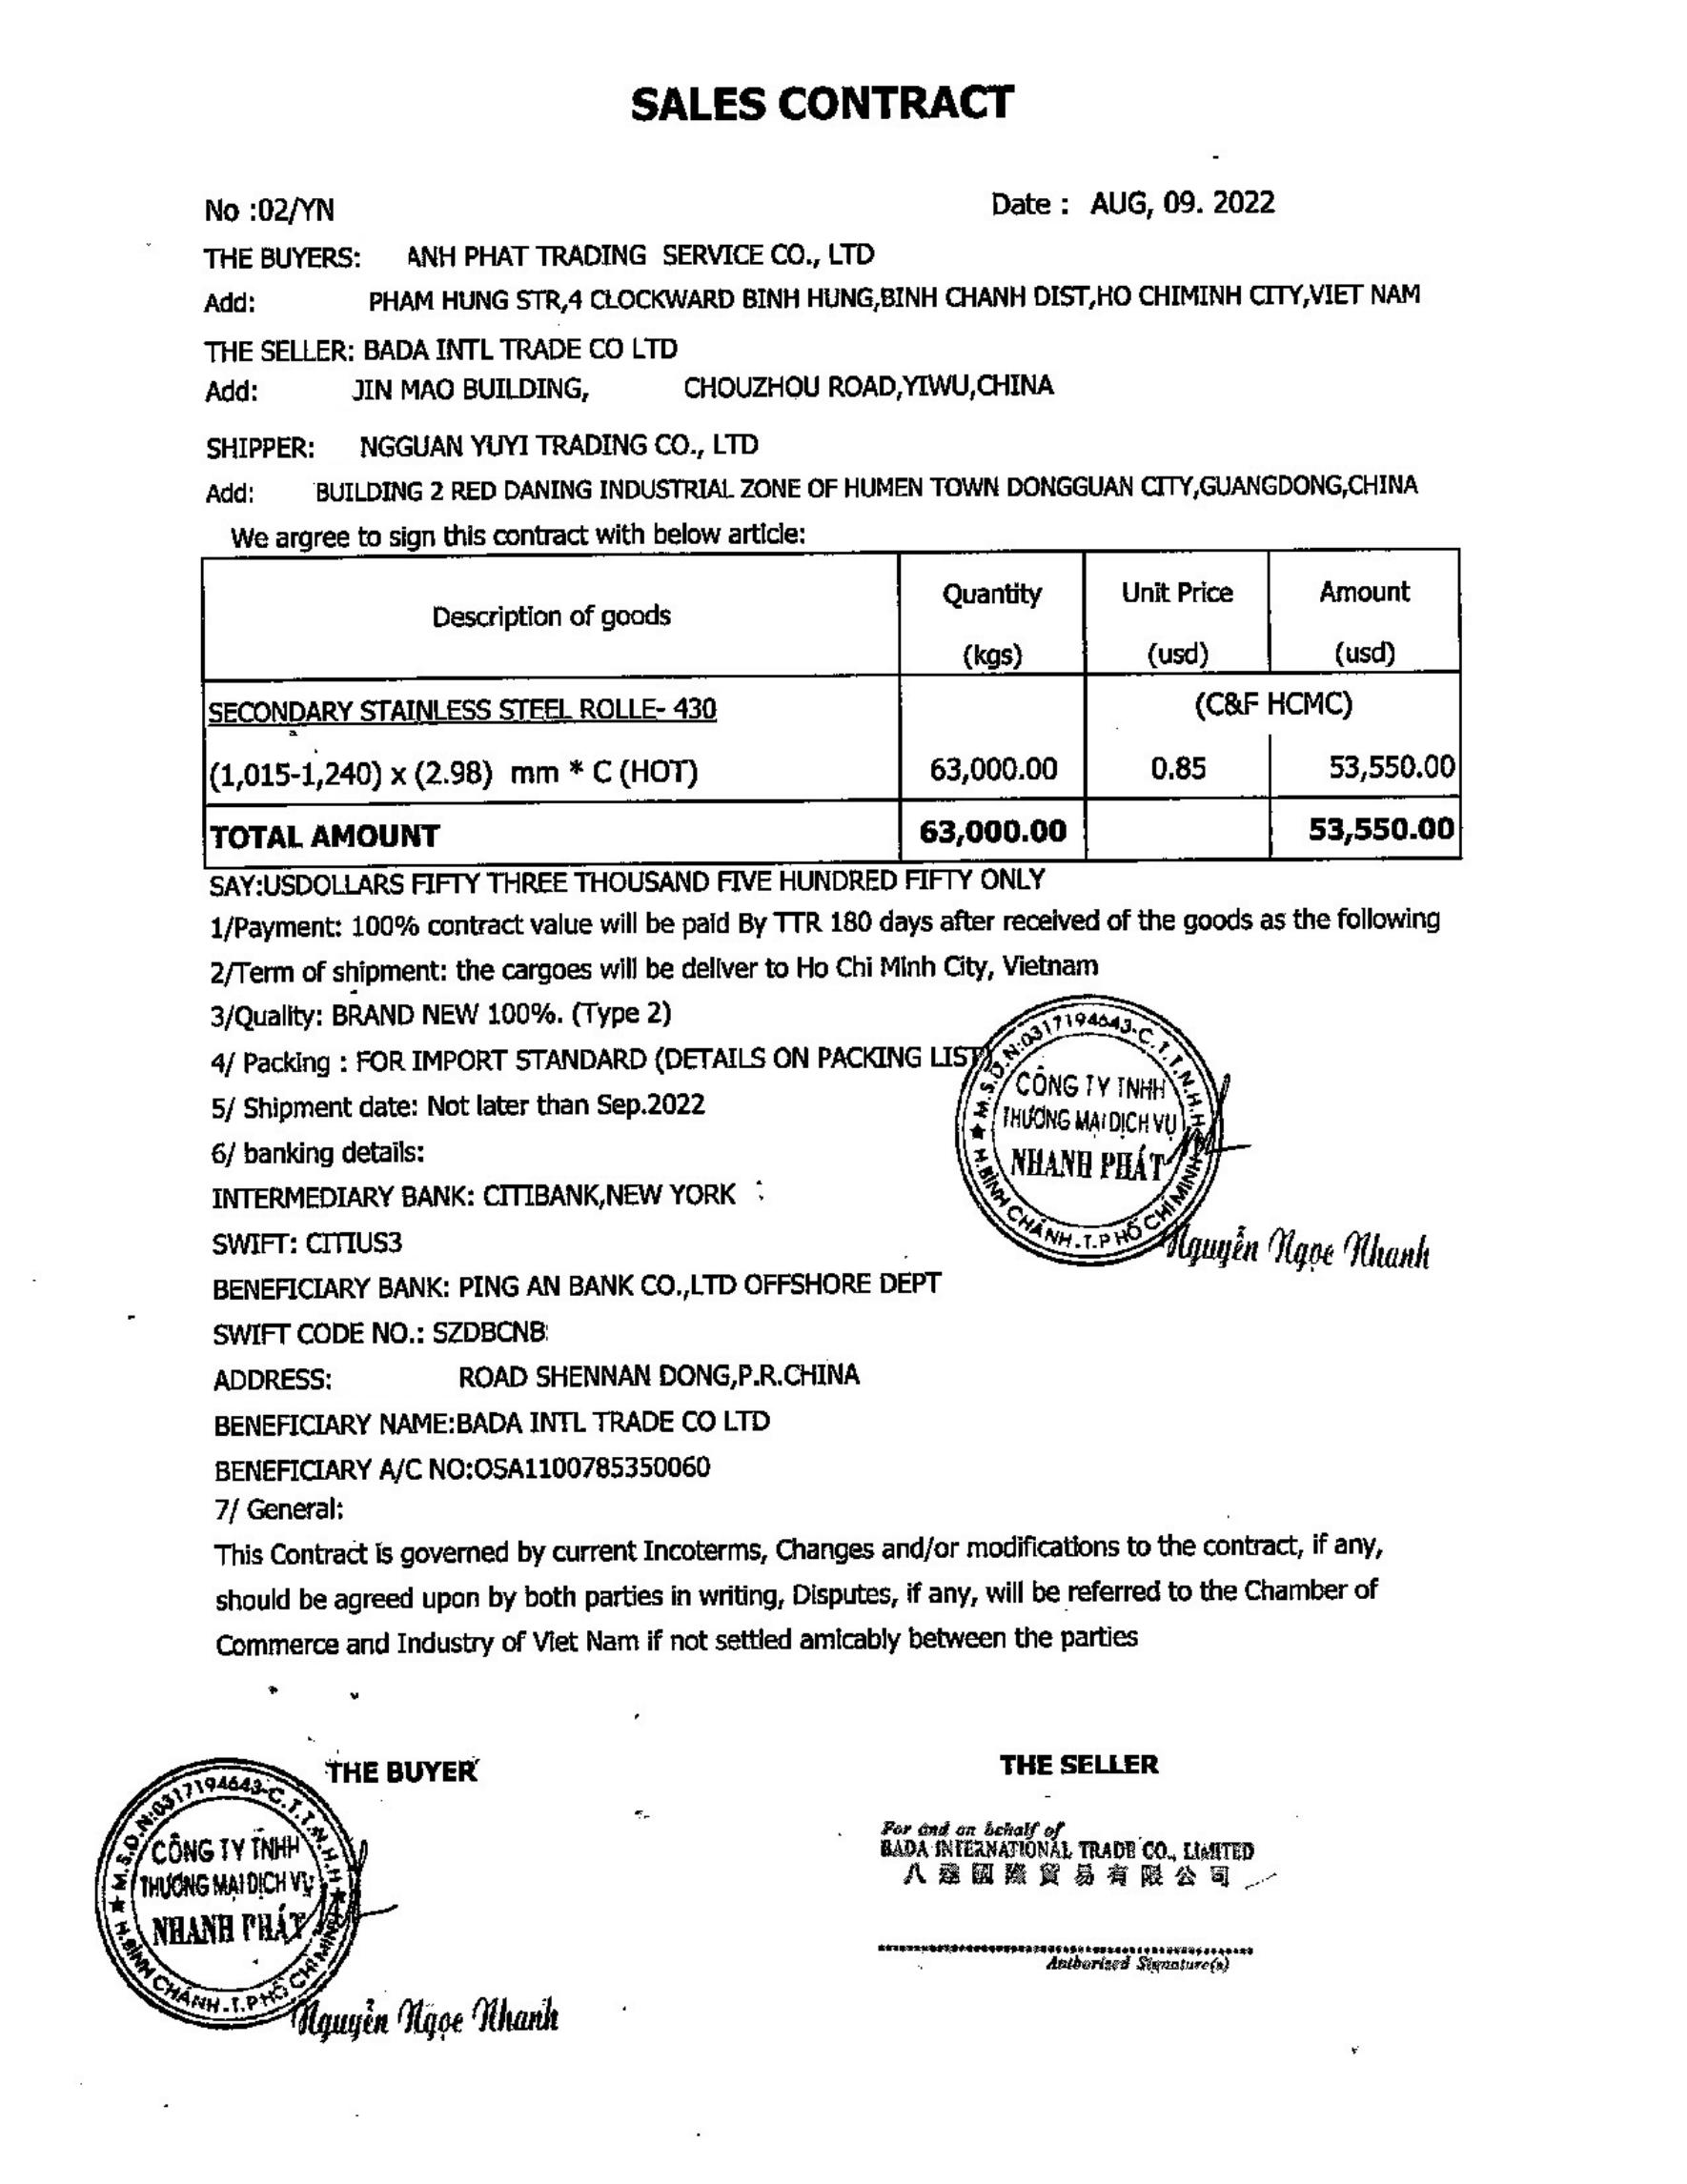 SALES CONTRACT
No :02/YN Date : AUG, 09. 2022
THE BUYERS: ANH PHAT TRADING SERVICE CO., LTD
Add: PHAM HUNG STR,4 CLOCKWARD BINH HUNG,BINH CHANH DIST,HO CHIMINH CITY,VIET NAM
THE SELLER: BADA INTL TRADE CO LTD
Add: JIN MAO BUILDING, CHOUZHOU ROAD,YIWU,CHINA
SHIPPER: NGGUAN YUYI TRADING CO., LTD
Add: BUILDING 2 RED DANING INDUSTRIAL ZONE OF HUMEN TOWN DONGGUAN CITY,GUANGDONG,CHINA
We argree to sign this contract with below article:
Description of goods Quantity (kgs) Unit Price (usd) Amount (usd)
SECONDARY STAINLESS STEEL ROLLE- 430 (C&F HCMC)
(1,015-1,240) x (2.98) mm * C (HOT) 63,000.00 0.85 53,550.00
TOTAL AMOUNT 63,000.00 53,550.00
SAY:USDOLLARS FIFTY THREE THOUSAND FIVE HUNDRED FIFTY ONLY
1/Payment: 100% contract value will be paid By TTR 180 days after received of the goods as the following
2/Term of shipment: the cargoes will be deliver to Ho Chi Minh City, Vietnam
3/Quality: BRAND NEW 100%. (Type 2)
4/ Packing : FOR IMPORT STANDARD (DETAILS ON PACKING LIST)
5/ Shipment date: Not later than Sep.2022
6/ banking details:
INTERMEDIARY BANK: CITIBANK,NEW YORK
SWIFT: CITIUS3
BENEFICIARY BANK: PING AN BANK CO.,LTD OFFSHORE DEPT
SWIFT CODE NO.: SZDBCNB
ADDRESS: ROAD SHENNAN DONG,P.R.CHINA
BENEFICIARY NAME:BADA INTL TRADE CO LTD
BENEFICIARY A/C NO:OSA1100785350060
7/ General:
This Contract is governed by current Incoterms, Changes and/or modifications to the contract, if any,
should be agreed upon by both parties in writing, Disputes, if any, will be referred to the Chamber of
Commerce and Industry of Viet Nam if not settled amicably between the parties
M.S.D.N:0317194643-C.T.T.N.H.H
CÔNG TY TNHH
THƯƠNG MẠI DỊCH VỤ
NHANH PHÁT
H.BÌNH CHÁNH.T.P HỒ CHÍ MINH
Nguyễn Ngọc Nhanh
THE BUYER THE SELLER
M.S.D.N:0317194643-C.T.T.N.H.H
CÔNG TY TNHH
THƯƠNG MẠI DỊCH VỤ
NHANH PHÁT
H.BÌNH CHÁNH.T.P HỒ CHÍ MINH
Nguyễn Ngọc Nhanh
For and on behalf of
BADA INTERNATIONAL TRADE CO., LIMITED
八達國際貿易有限公司
Authorized Signature(s)